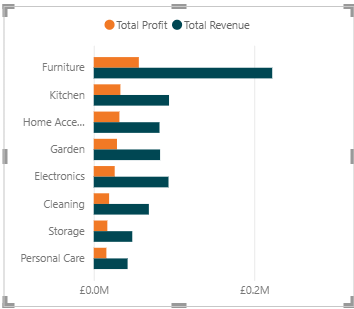 Total Profit Total Revenue
Furniture
Kitchen
Home Acce...
Garden
Electronics
Cleaning
Storage
Personal Care
£0.0M £0.2M